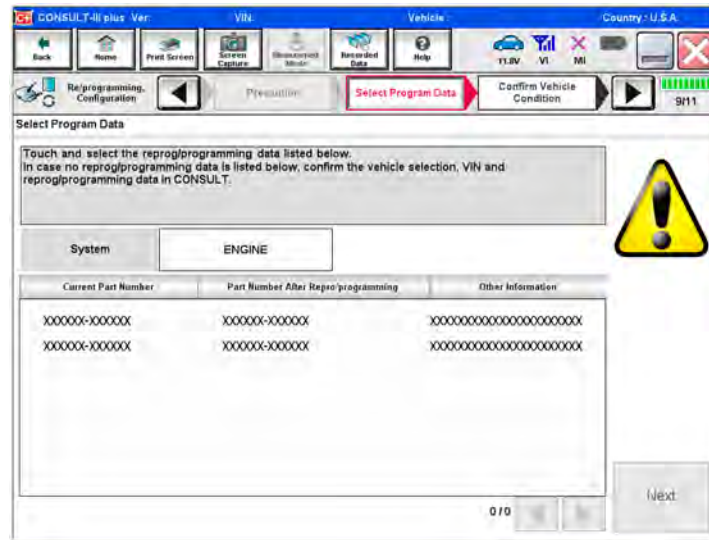 C+ CONSULT-III plus Ver. VIN: Vehicle : Country : U.S.A.
Back Home Print Screen Screen Capture Measurement Mode Recorded Data Help 11.8V VI MI
Re/programming, Configuration Precaution Select Program Data Confirm Vehicle Condition 9/11
Select Program Data
Touch and select the reprog/programming data listed below.
In case no reprog/programming data is listed below, confirm the vehicle selection, VIN and
reprog/programming data in CONSULT.
System ENGINE
Current Part Number Part Number After Repro/programming Other Information
XXXXXX-XXXXXX XXXXXX-XXXXXX XXXXXXXXXXXXXXXXXXXXXXX
XXXXXX-XXXXXX XXXXXX-XXXXXX XXXXXXXXXXXXXXXXXXXXXXX
Next
0/0